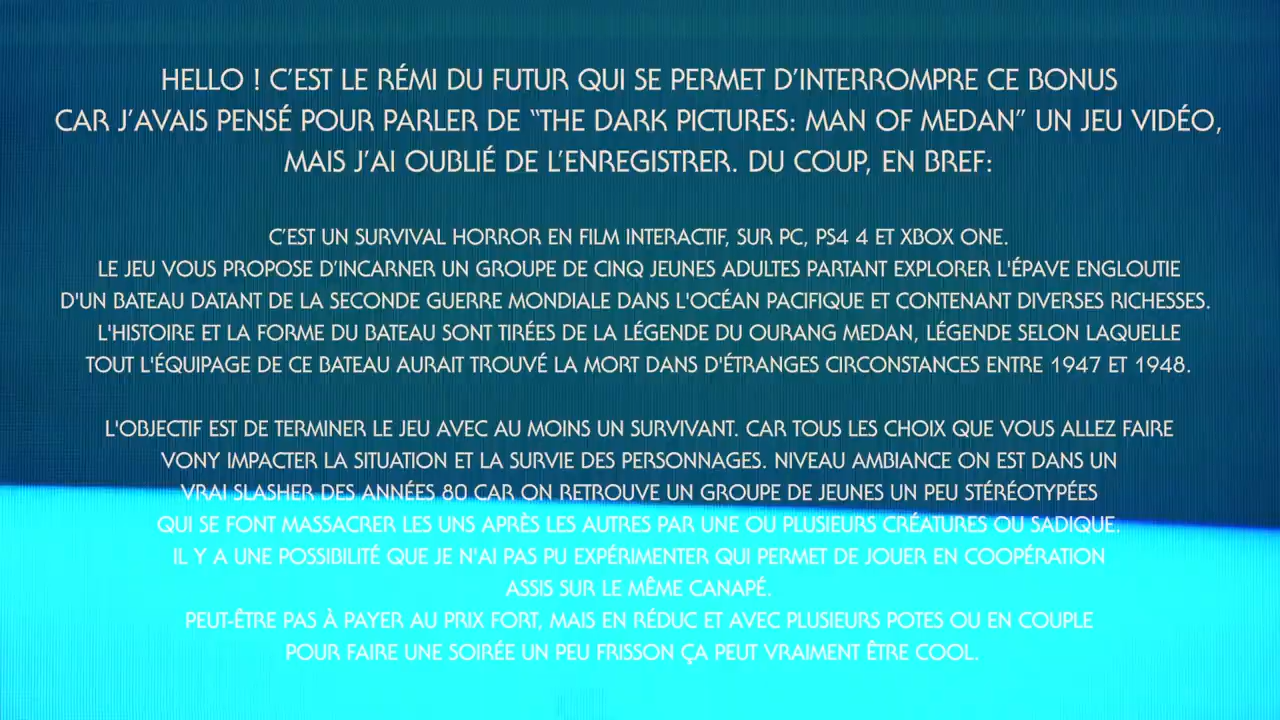 HELLO ! C’EST LE RÉMI DU FUTUR QUI SE PERMET D’INTERROMPRE CE BONUS
CAR J’AVAIS PENSÉ POUR PARLER DE “THE DARK PICTURES: MAN OF MEDAN” UN JEU VIDÉO,
MAIS J’AI OUBLIÉ DE L’ENREGISTRER. DU COUP, EN BREF:
C’EST UN SURVIVAL HORROR EN FILM INTERACTIF, SUR PC, PS4 4 ET XBOX ONE.
LE JEU VOUS PROPOSE D’INCARNER UN GROUPE DE CINQ JEUNES ADULTES PARTANT EXPLORER L'ÉPAVE ENGLOUTIE
D'UN BATEAU DATANT DE LA SECONDE GUERRE MONDIALE DANS L'OCÉAN PACIFIQUE ET CONTENANT DIVERSES RICHESSES.
L'HISTOIRE ET LA FORME DU BATEAU SONT TIRÉES DE LA LÉGENDE DU OURANG MEDAN, LÉGENDE SELON LAQUELLE
TOUT L'ÉQUIPAGE DE CE BATEAU AURAIT TROUVÉ LA MORT DANS D'ÉTRANGES CIRCONSTANCES ENTRE 1947 ET 1948.
L'OBJECTIF EST DE TERMINER LE JEU AVEC AU MOINS UN SURVIVANT. CAR TOUS LES CHOIX QUE VOUS ALLEZ FAIRE
VONY IMPACTER LA SITUATION ET LA SURVIE DES PERSONNAGES. NIVEAU AMBIANCE ON EST DANS UN
VRAI SLASHER DES ANNÉES 80 CAR ON RETROUVE UN GROUPE DE JEUNES UN PEU STÉRÉOTYPÉES
QUI SE FONT MASSACRER LES UNS APRÈS LES AUTRES PAR UNE OU PLUSIEURS CRÉATURES OU SADIQUE.
IL Y A UNE POSSIBILITÉ QUE JE N'AI PAS PU EXPÉRIMENTER QUI PERMET DE JOUER EN COOPÉRATION
ASSIS SUR LE MÊME CANAPÉ.
PEUT-ÊTRE PAS À PAYER AU PRIX FORT, MAIS EN RÉDUC ET AVEC PLUSIEURS POTES OU EN COUPLE
POUR FAIRE UNE SOIRÉE UN PEU FRISSON ÇA PEUT VRAIMENT ÊTRE COOL.